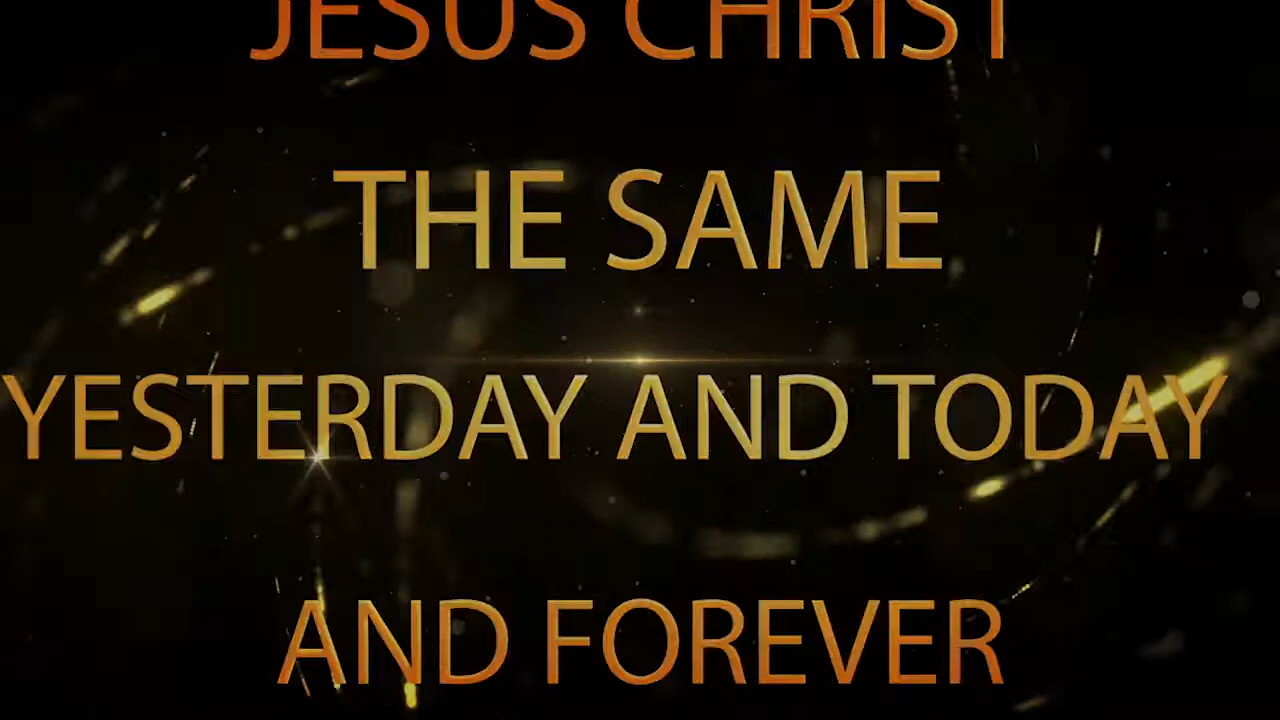 JESUS CHRIST
THE SAME
YESTERDAY AND TODAY
AND FOREVER